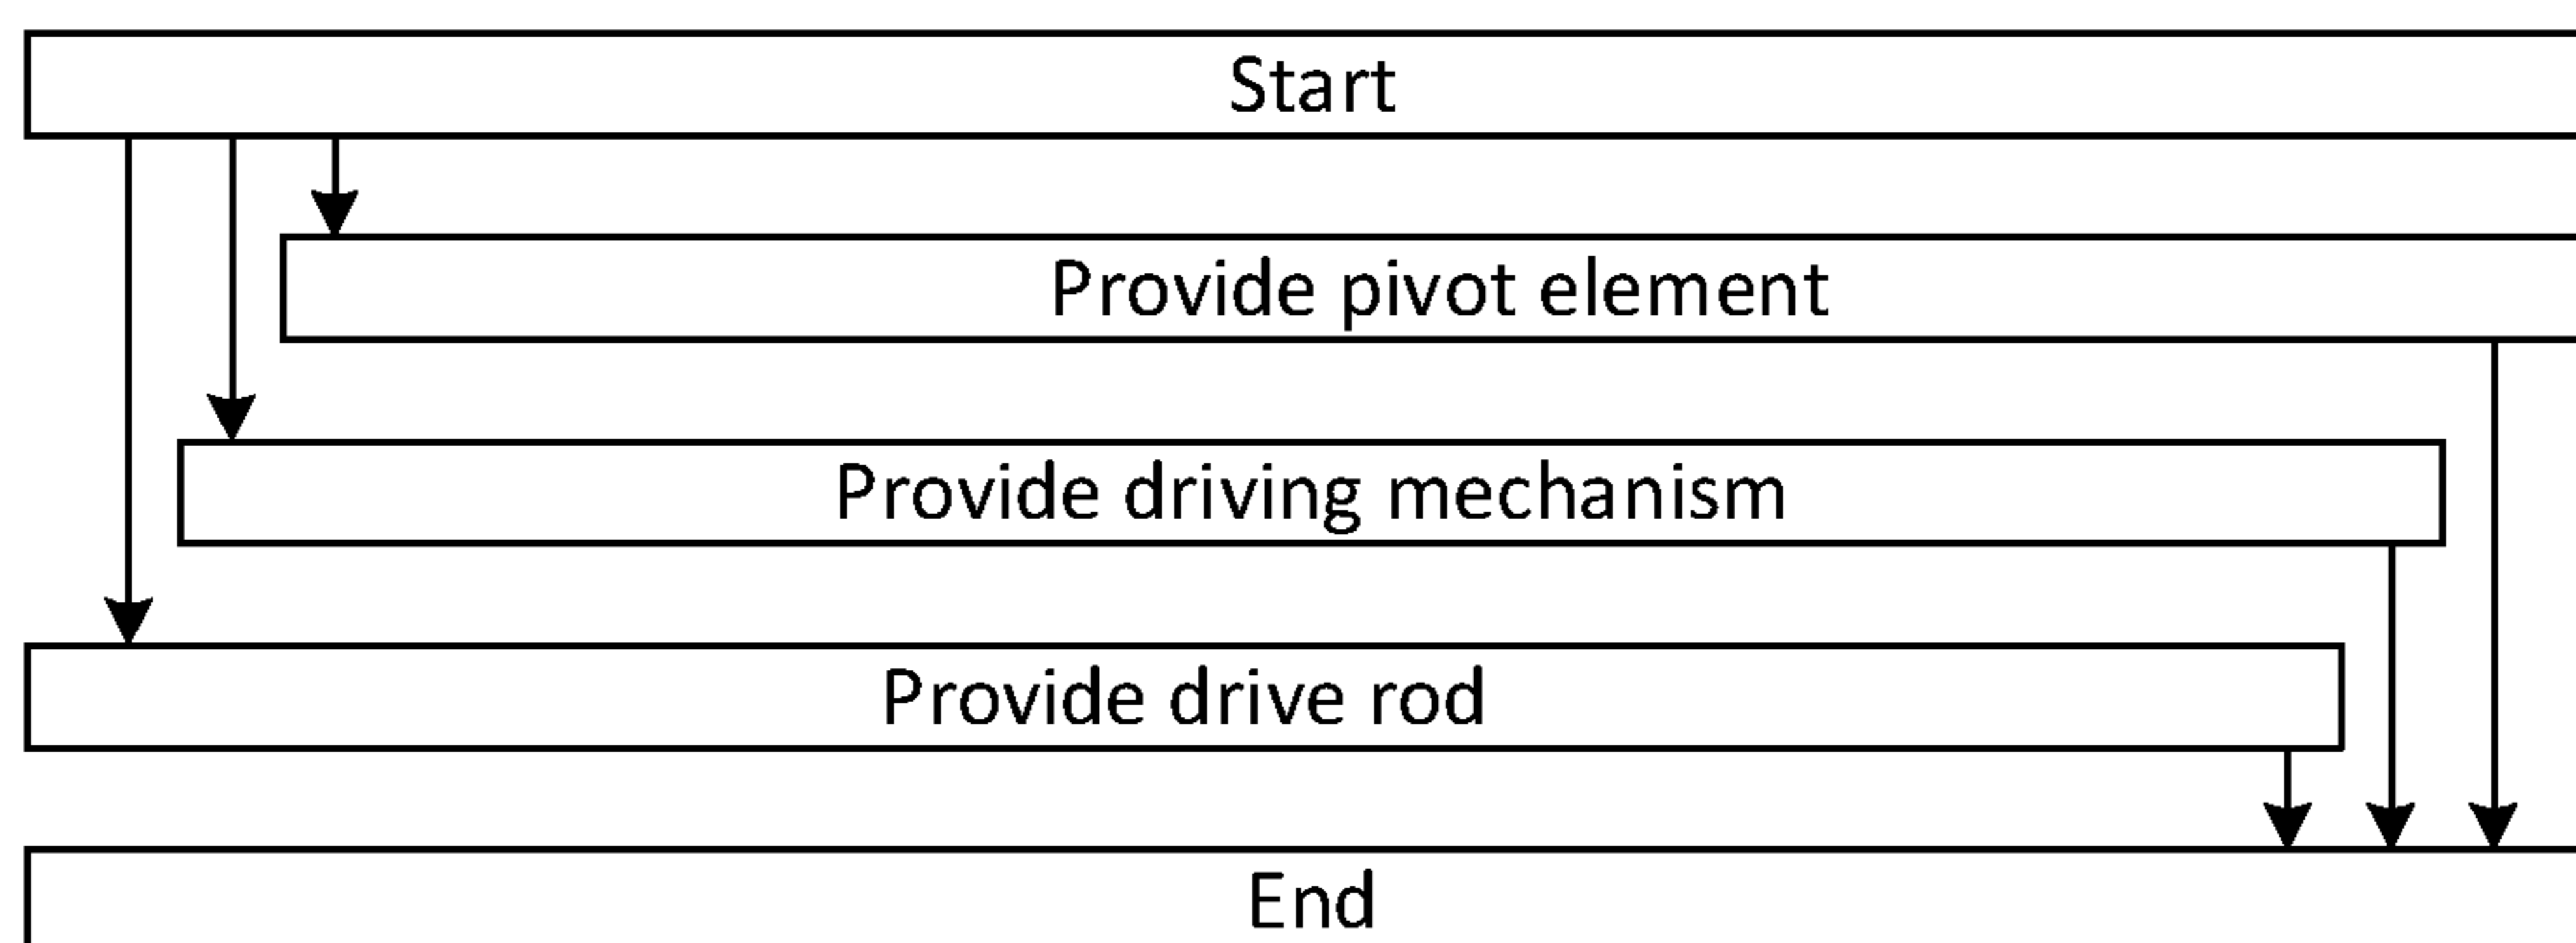 Start
Provide pivot element
Provide driving mechanism
Provide drive rod
End